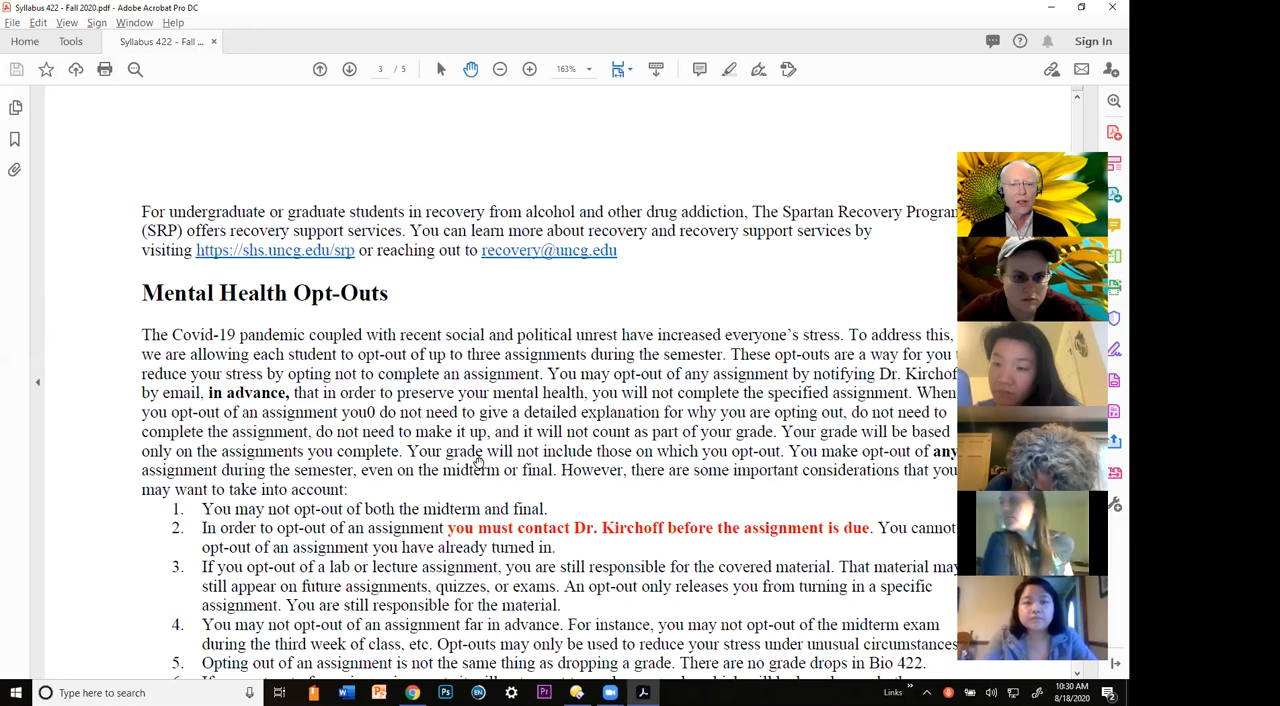 Syllabus 422 - Fall 2020.pdf - Adobe Acrobat Pro DC
File Edit View Sign Window Help
Home Tools Syllabus 422 - Fall ... × Sign In
3 / 5 163%
For undergraduate or graduate students in recovery from alcohol and other drug addiction, The Spartan Recovery Program
(SRP) offers recovery support services. You can learn more about recovery and recovery support services by
visiting https://shs.uncg.edu/srp or reaching out to recovery@uncg.edu
Mental Health Opt-Outs
The Covid-19 pandemic coupled with recent social and political unrest have increased everyone's stress. To address this,
we are allowing each student to opt-out of up to three assignments during the semester. These opt-outs are a way for you
reduce your stress by opting not to complete an assignment. You may opt-out of any assignment by notifying Dr. Kirchoff
by email, in advance, that in order to preserve your mental health, you will not complete the specified assignment. When
you opt-out of an assignment you0 do not need to give a detailed explanation for why you are opting out, do not need to
complete the assignment, do not need to make it up, and it will not count as part of your grade. Your grade will be based
only on the assignments you complete. Your grade will not include those on which you opt-out. You make opt-out of any
assignment during the semester, even on the midterm or final. However, there are some important considerations that you
may want to take into account:
1. You may not opt-out of both the midterm and final.
2. In order to opt-out of an assignment you must contact Dr. Kirchoff before the assignment is due. You cannot
opt-out of an assignment you have already turned in.
3. If you opt-out of a lab or lecture assignment, you are still responsible for the covered material. That material may
still appear on future assignments, quizzes, or exams. An opt-out only releases you from turning in a specific
assignment. You are still responsible for the material.
4. You may not opt-out of an assignment far in advance. For instance, you may not opt-out of the midterm exam
during the third week of class, etc. Opt-outs may only be used to reduce your stress under unusual circumstances
5. Opting out of an assignment is not the same thing as dropping a grade. There are no grade drops in Bio 422.
Type here to search
Links
10:30 AM
8/18/2020